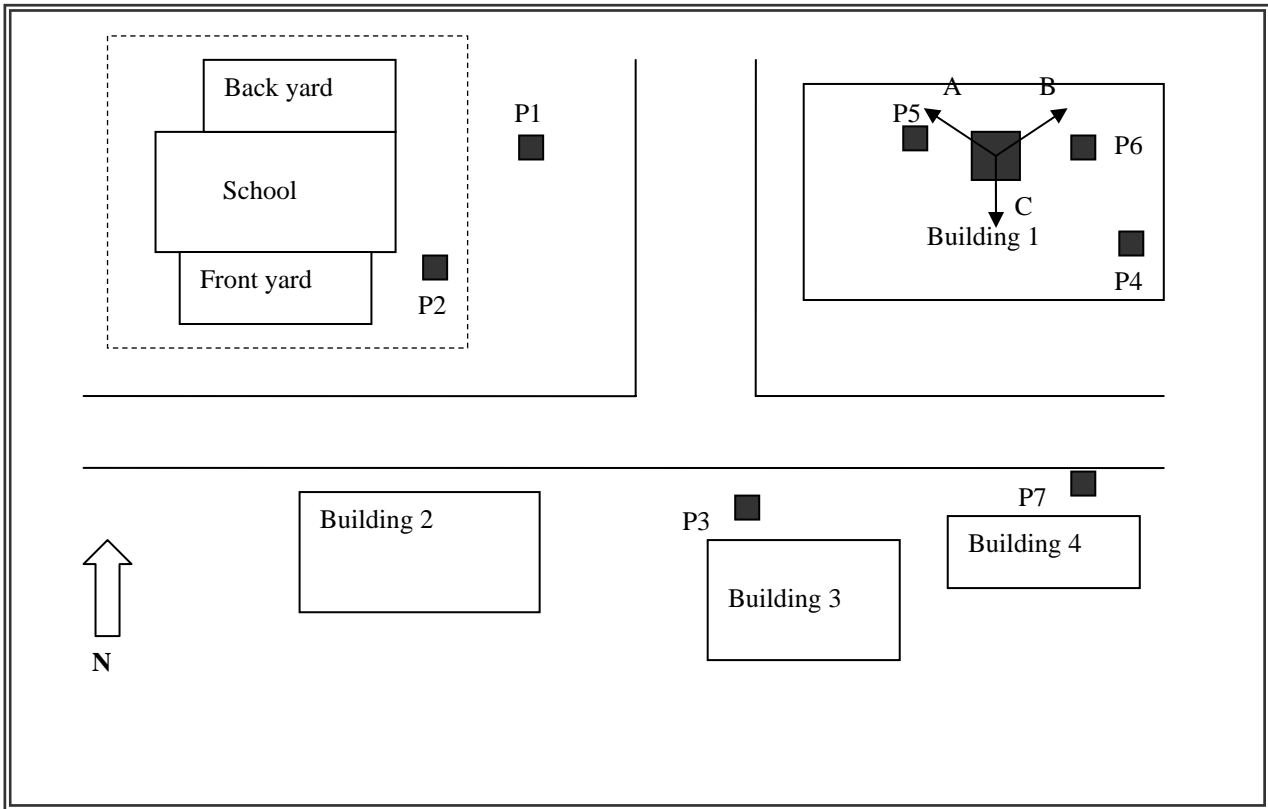 Back yard
P1
A
B
P5
P6
School
C
Building 1
Front yard
P2
P4
Building 2
P3
P7
Building 4
Building 3
N